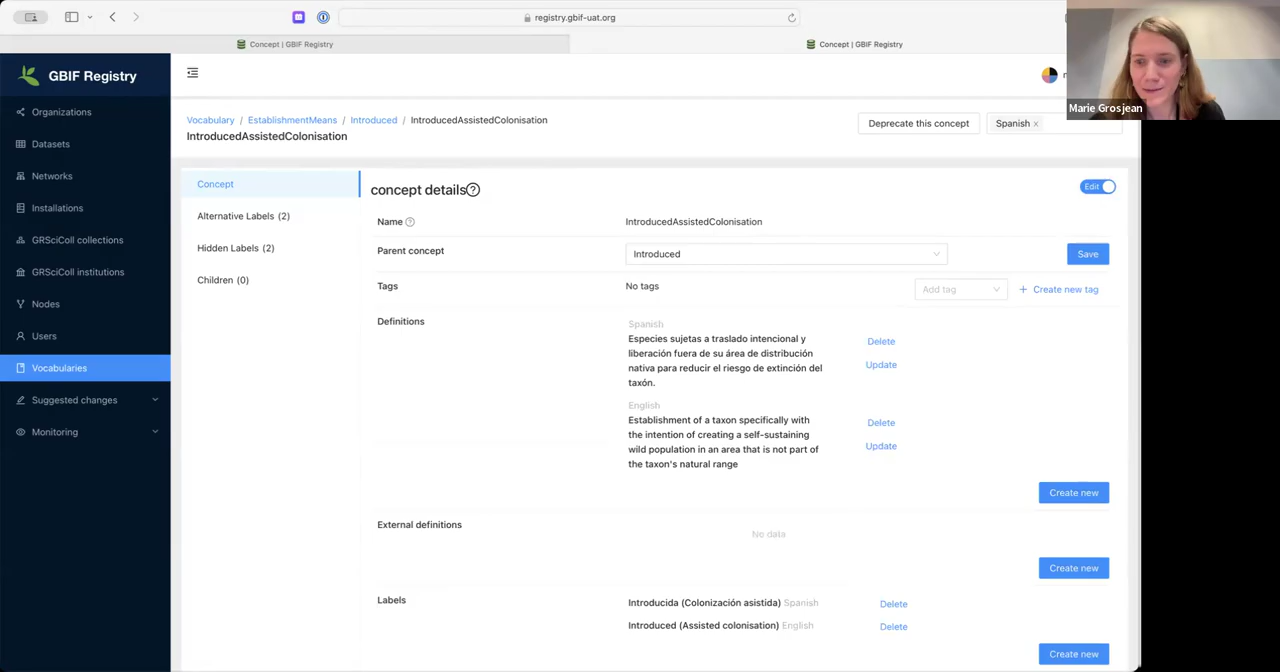 registry.gbif-uat.org
Concept | GBIF Registry
Concept | GBIF Registry
Marie Grosjean
GBIF Registry
Organizations
Datasets
Networks
Installations
GRSciColl collections
GRSciColl institutions
Nodes
Users
Vocabularies
Suggested changes
Monitoring
Vocabulary / EstablishmentMeans / Introduced / IntroducedAssistedColonisation
IntroducedAssistedColonisation
Deprecate this concept
Spanish x
Concept
Alternative Labels (2)
Hidden Labels (2)
Children (0)
concept details
Edit
Name
IntroducedAssistedColonisation
Parent concept
Introduced
Save
Tags
No tags
Add tag
+ Create new tag
Definitions
Spanish
Especies sujetas a traslado intencional y
liberación fuera de su área de distribución
nativa para reducir el riesgo de extinción del
taxón.
Delete
Update
English
Establishment of a taxon specifically with
the intention of creating a self-sustaining
wild population in an area that is not part of
the taxon's natural range
Delete
Update
Create new
External definitions
No data
Create new
Labels
Introducida (Colonización asistida) Spanish
Delete
Introduced (Assisted colonisation) English
Delete
Create new